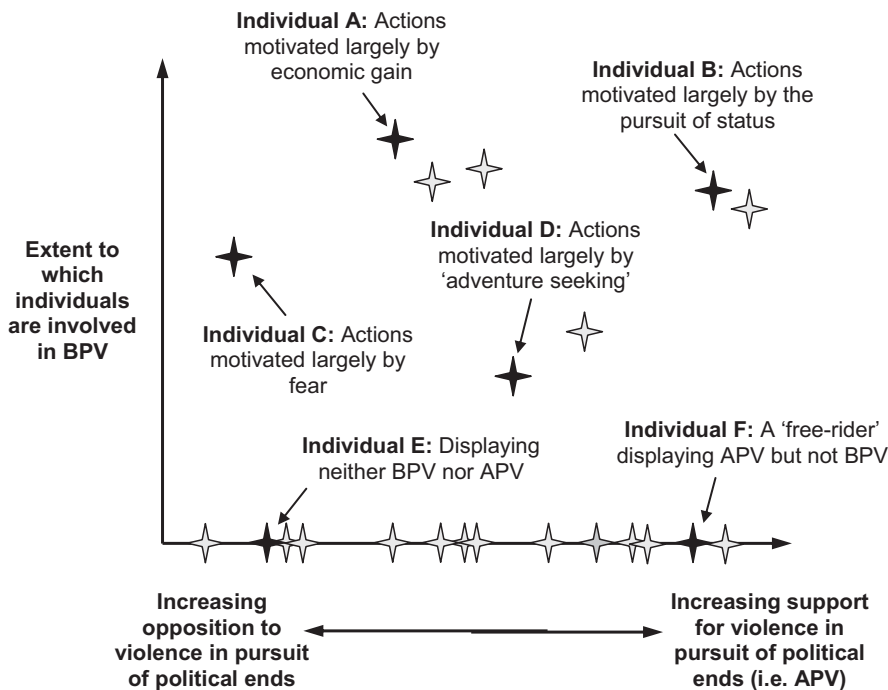 Individual A: Actions
motivated largely by
economic gain
Individual B: Actions
motivated largely by the
pursuit of status
Individual D: Actions
motivated largely by
‘adventure seeking’
Extent to
which
individuals
are involved
in BPV
Individual C: Actions
motivated largely by
fear
Individual E: Displaying
neither BPV nor APV
Individual F: A ‘free-rider’
displaying APV but not BPV
Increasing
opposition to
violence in pursuit
of political ends
Increasing support
for violence in
pursuit of political
ends (i.e. APV)